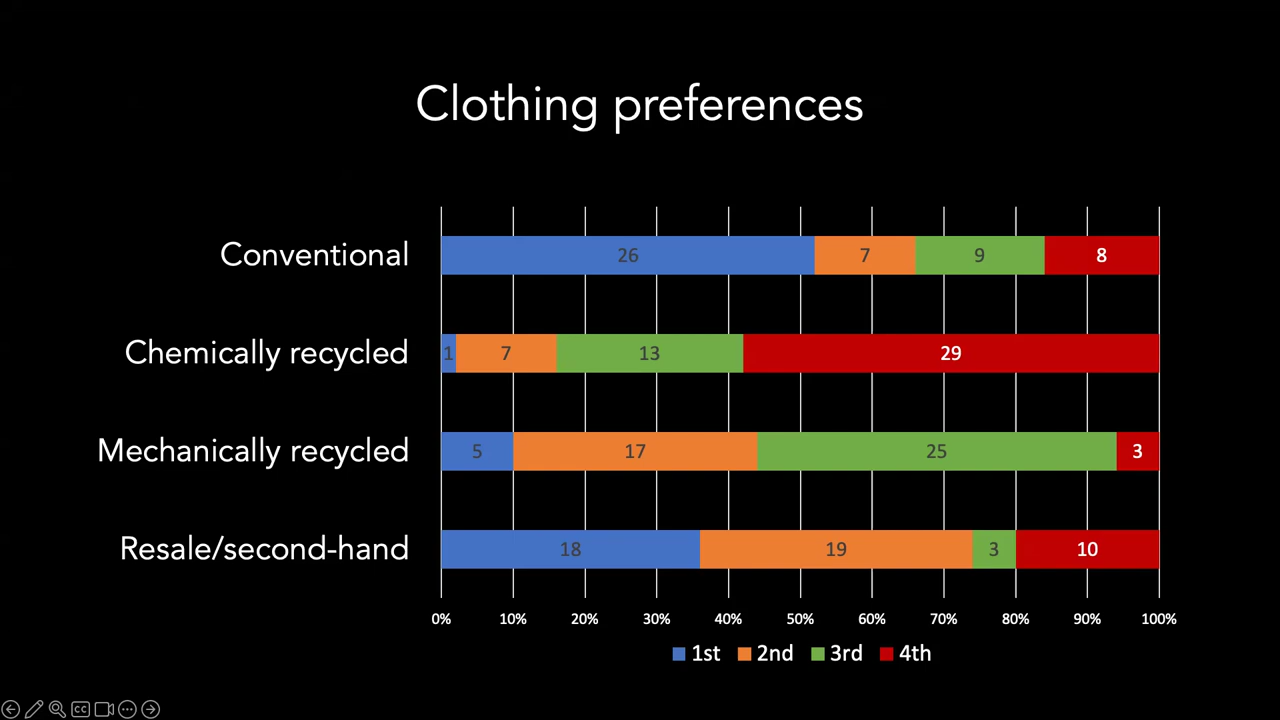 Clothing preferences
Conventional 26 7 9 8
Chemically recycled 1 7 13 29
Mechanically recycled 5 17 25 3
Resale/second-hand 18 19 3 10
0% 10% 20% 30% 40% 50% 60% 70% 80% 90% 100%
1st 2nd 3rd 4th
CC